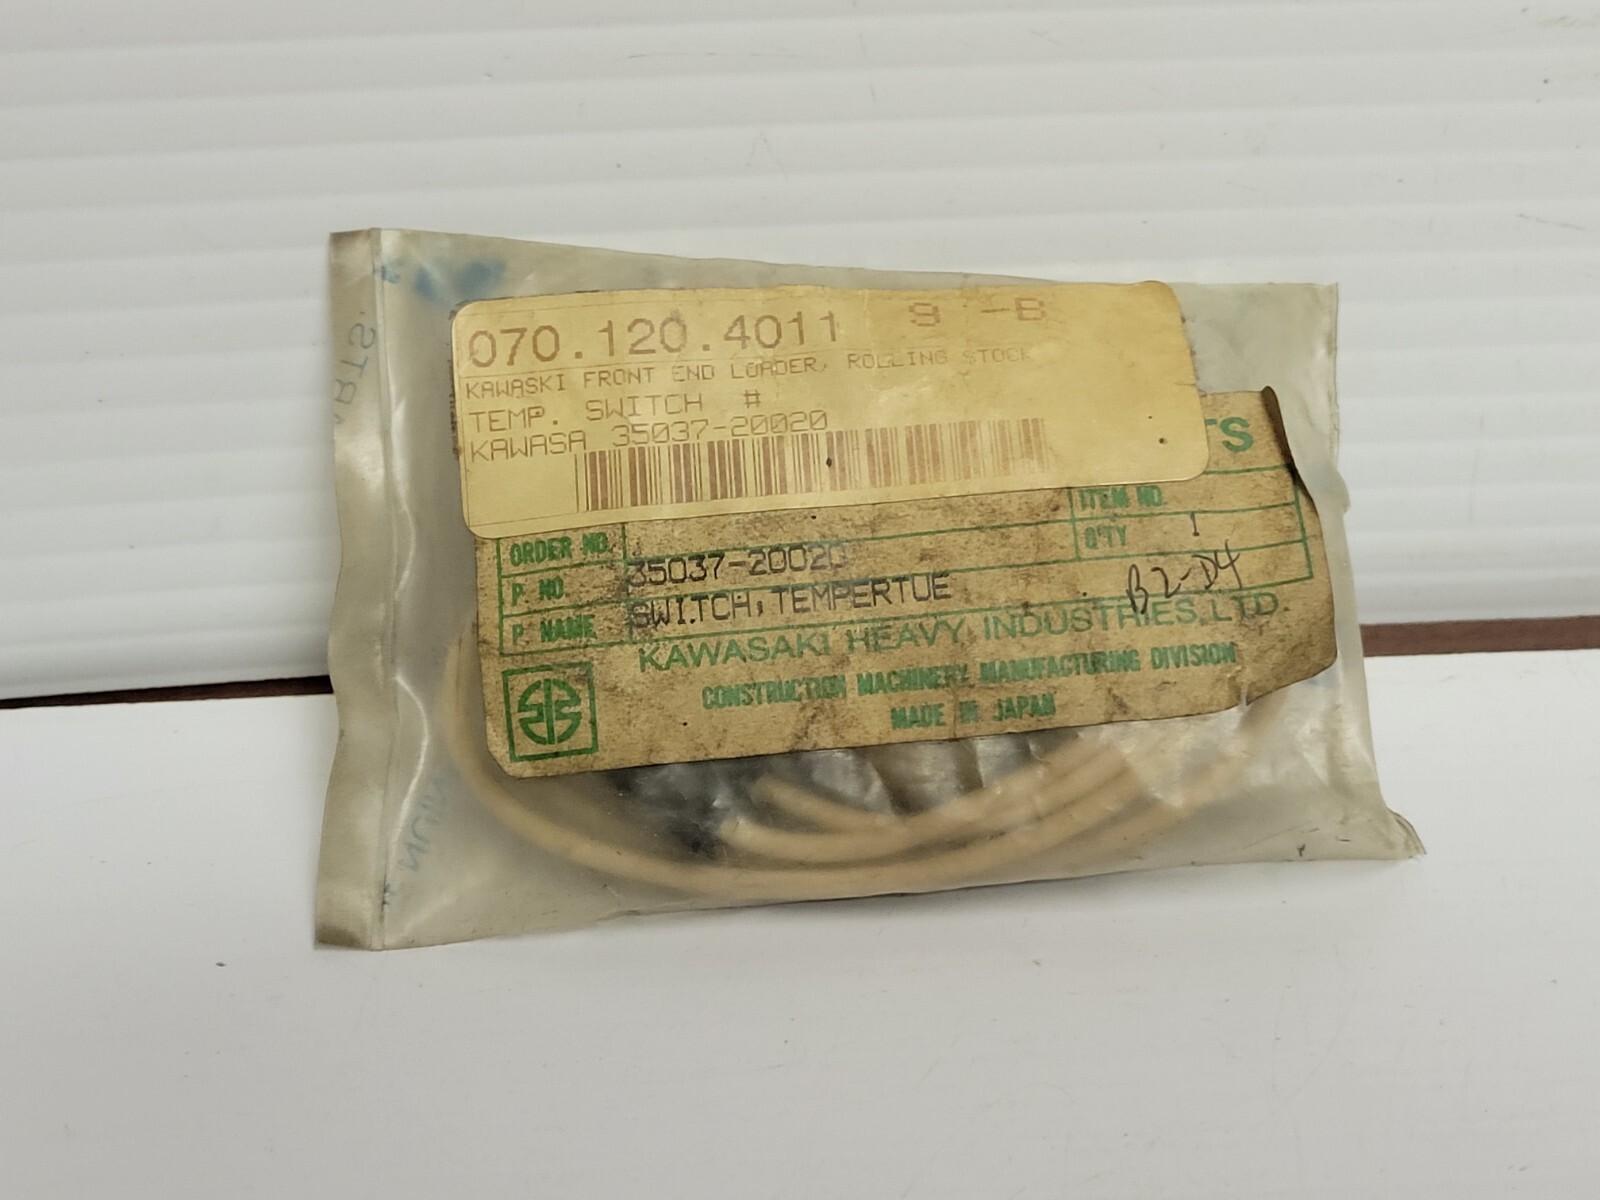 070.120.4011 9 -B
KAWASKI FRONT END LOADER, ROLLING STOCK
TEMP. SWITCH #
KAWASA 35037-20020
TS
ITEM NO.
ORDER NO.
Q'TY 1
P. NO. 35037-20020
P. NAME SWITCH, TEMPERTUE
B2-D4
KAWASAKI HEAVY INDUSTRIES, LTD.
CONSTRUCTION MACHINERY MANUFACTURING DIVISION
MADE IN JAPAN